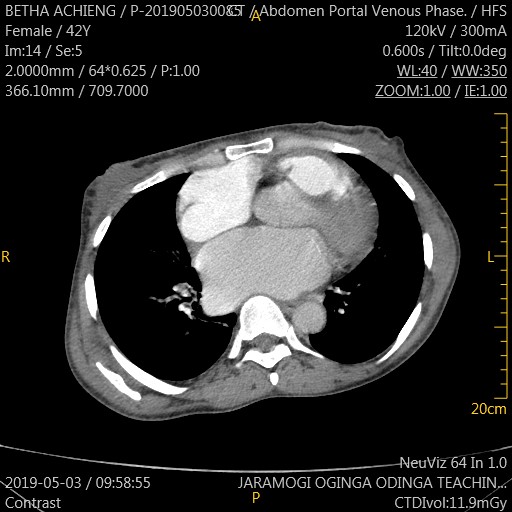 BETHA ACHIENG / P-201905030085
CT / Abdomen Portal Venous Phase. / HFS
Female / 42Y
120kV / 300mA
Im:14 / Se:5
0.600s / Tilt:0.0deg
2.0000mm / 64*0.625 / P:1.00
WL:40 / WW:350
366.10mm / 709.7000
ZOOM:1.00 / IE:1.00
A
R
L
20cm
NeuViz 64 In 1.0
2019-05-03 / 09:58:55
JARAMOGI OGINGA ODINGA TEACHIN...
P
Contrast
CTDIvol:11.9mGy